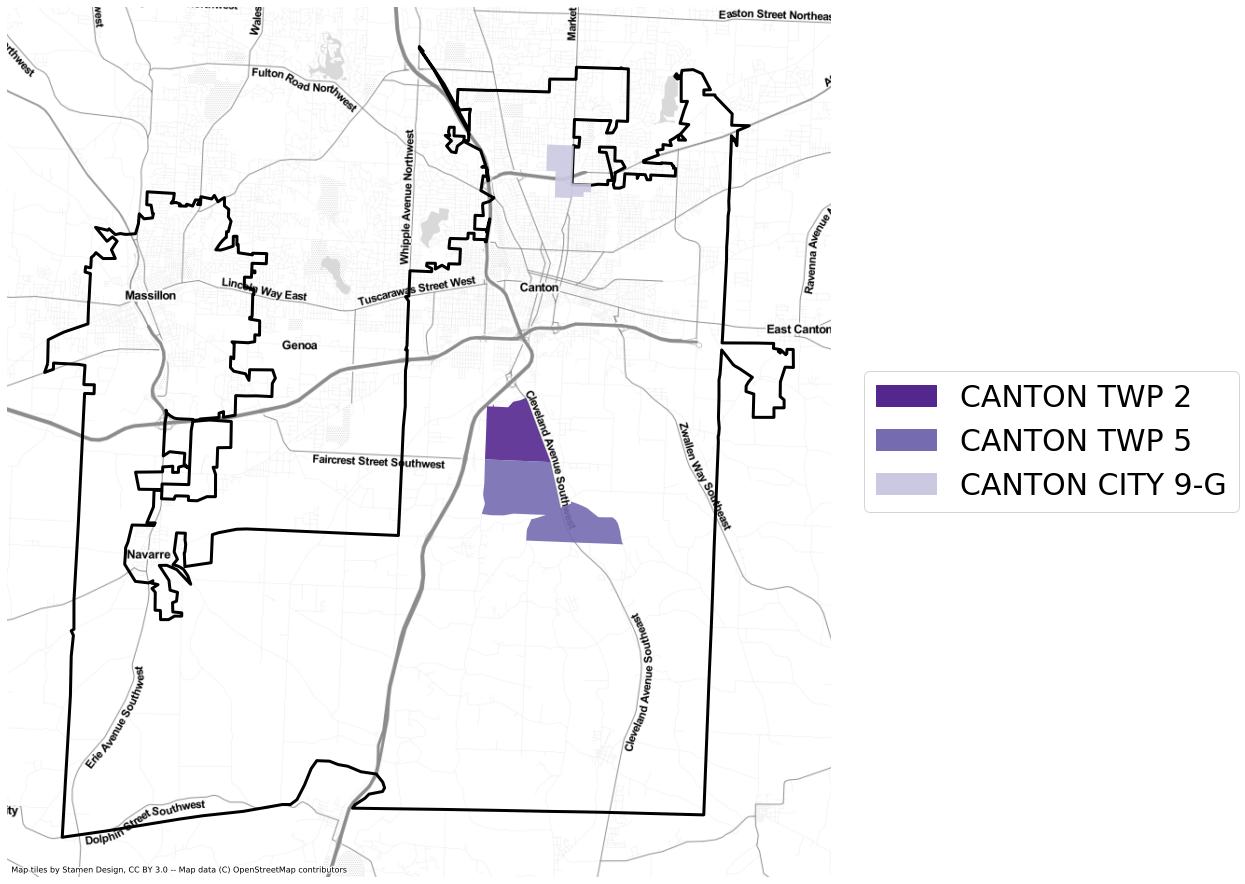 Easton Street Northeas
Market
Wales
west
rthwest
Fulton Road Northwest
Whipple Avenue Northwest
Ravenna Avenue
Massillon
Lincoln Way East
Tuscarawas Street West
Canton
East Canton
Genoa
CANTON TWP 2
CANTON TWP 5
CANTON CITY 9-G
Cleveland Avenue Southwest
Zwallen Way Southeast
Faircrest Street Southwest
Navarre
Cleveland Avenue Southeast
Erie Avenue Southwest
ity
Dolphin Street Southwest
Map tiles by Stamen Design, CC BY 3.0 -- Map data (C) OpenStreetMap contributors